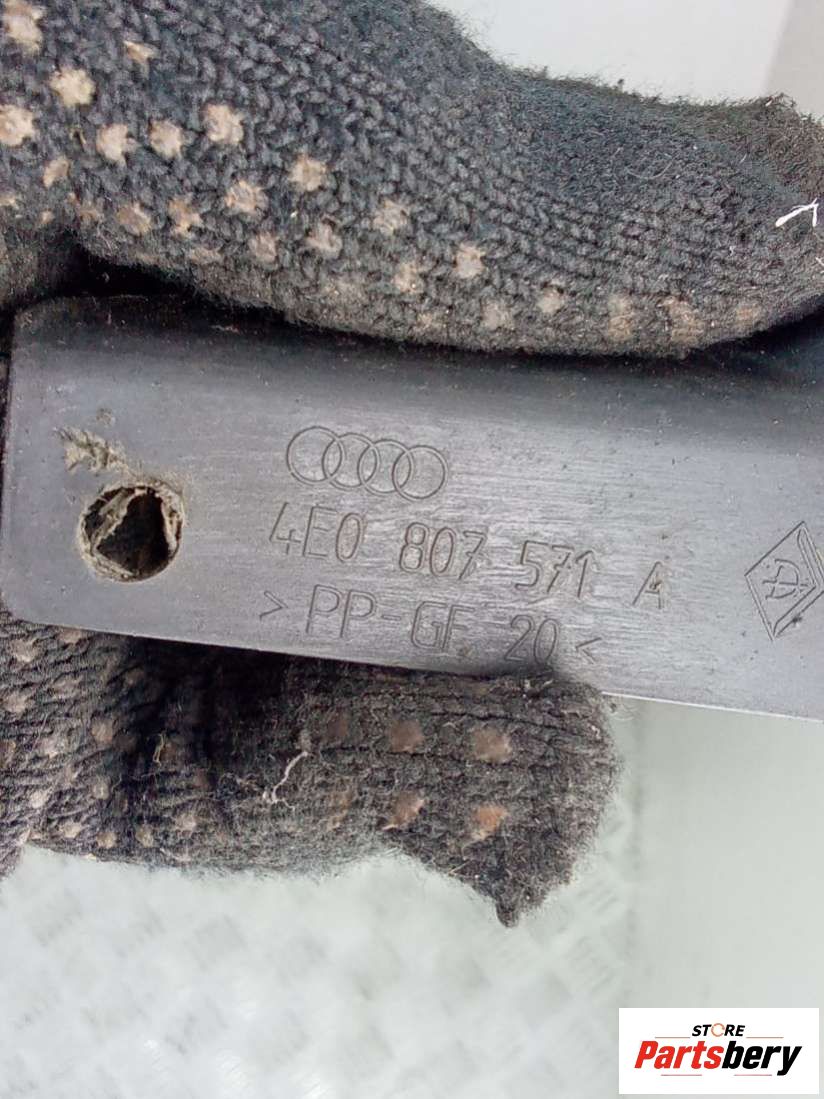 4E0 807 571 A
> PP-GF 20 <
STORE
Partsbery